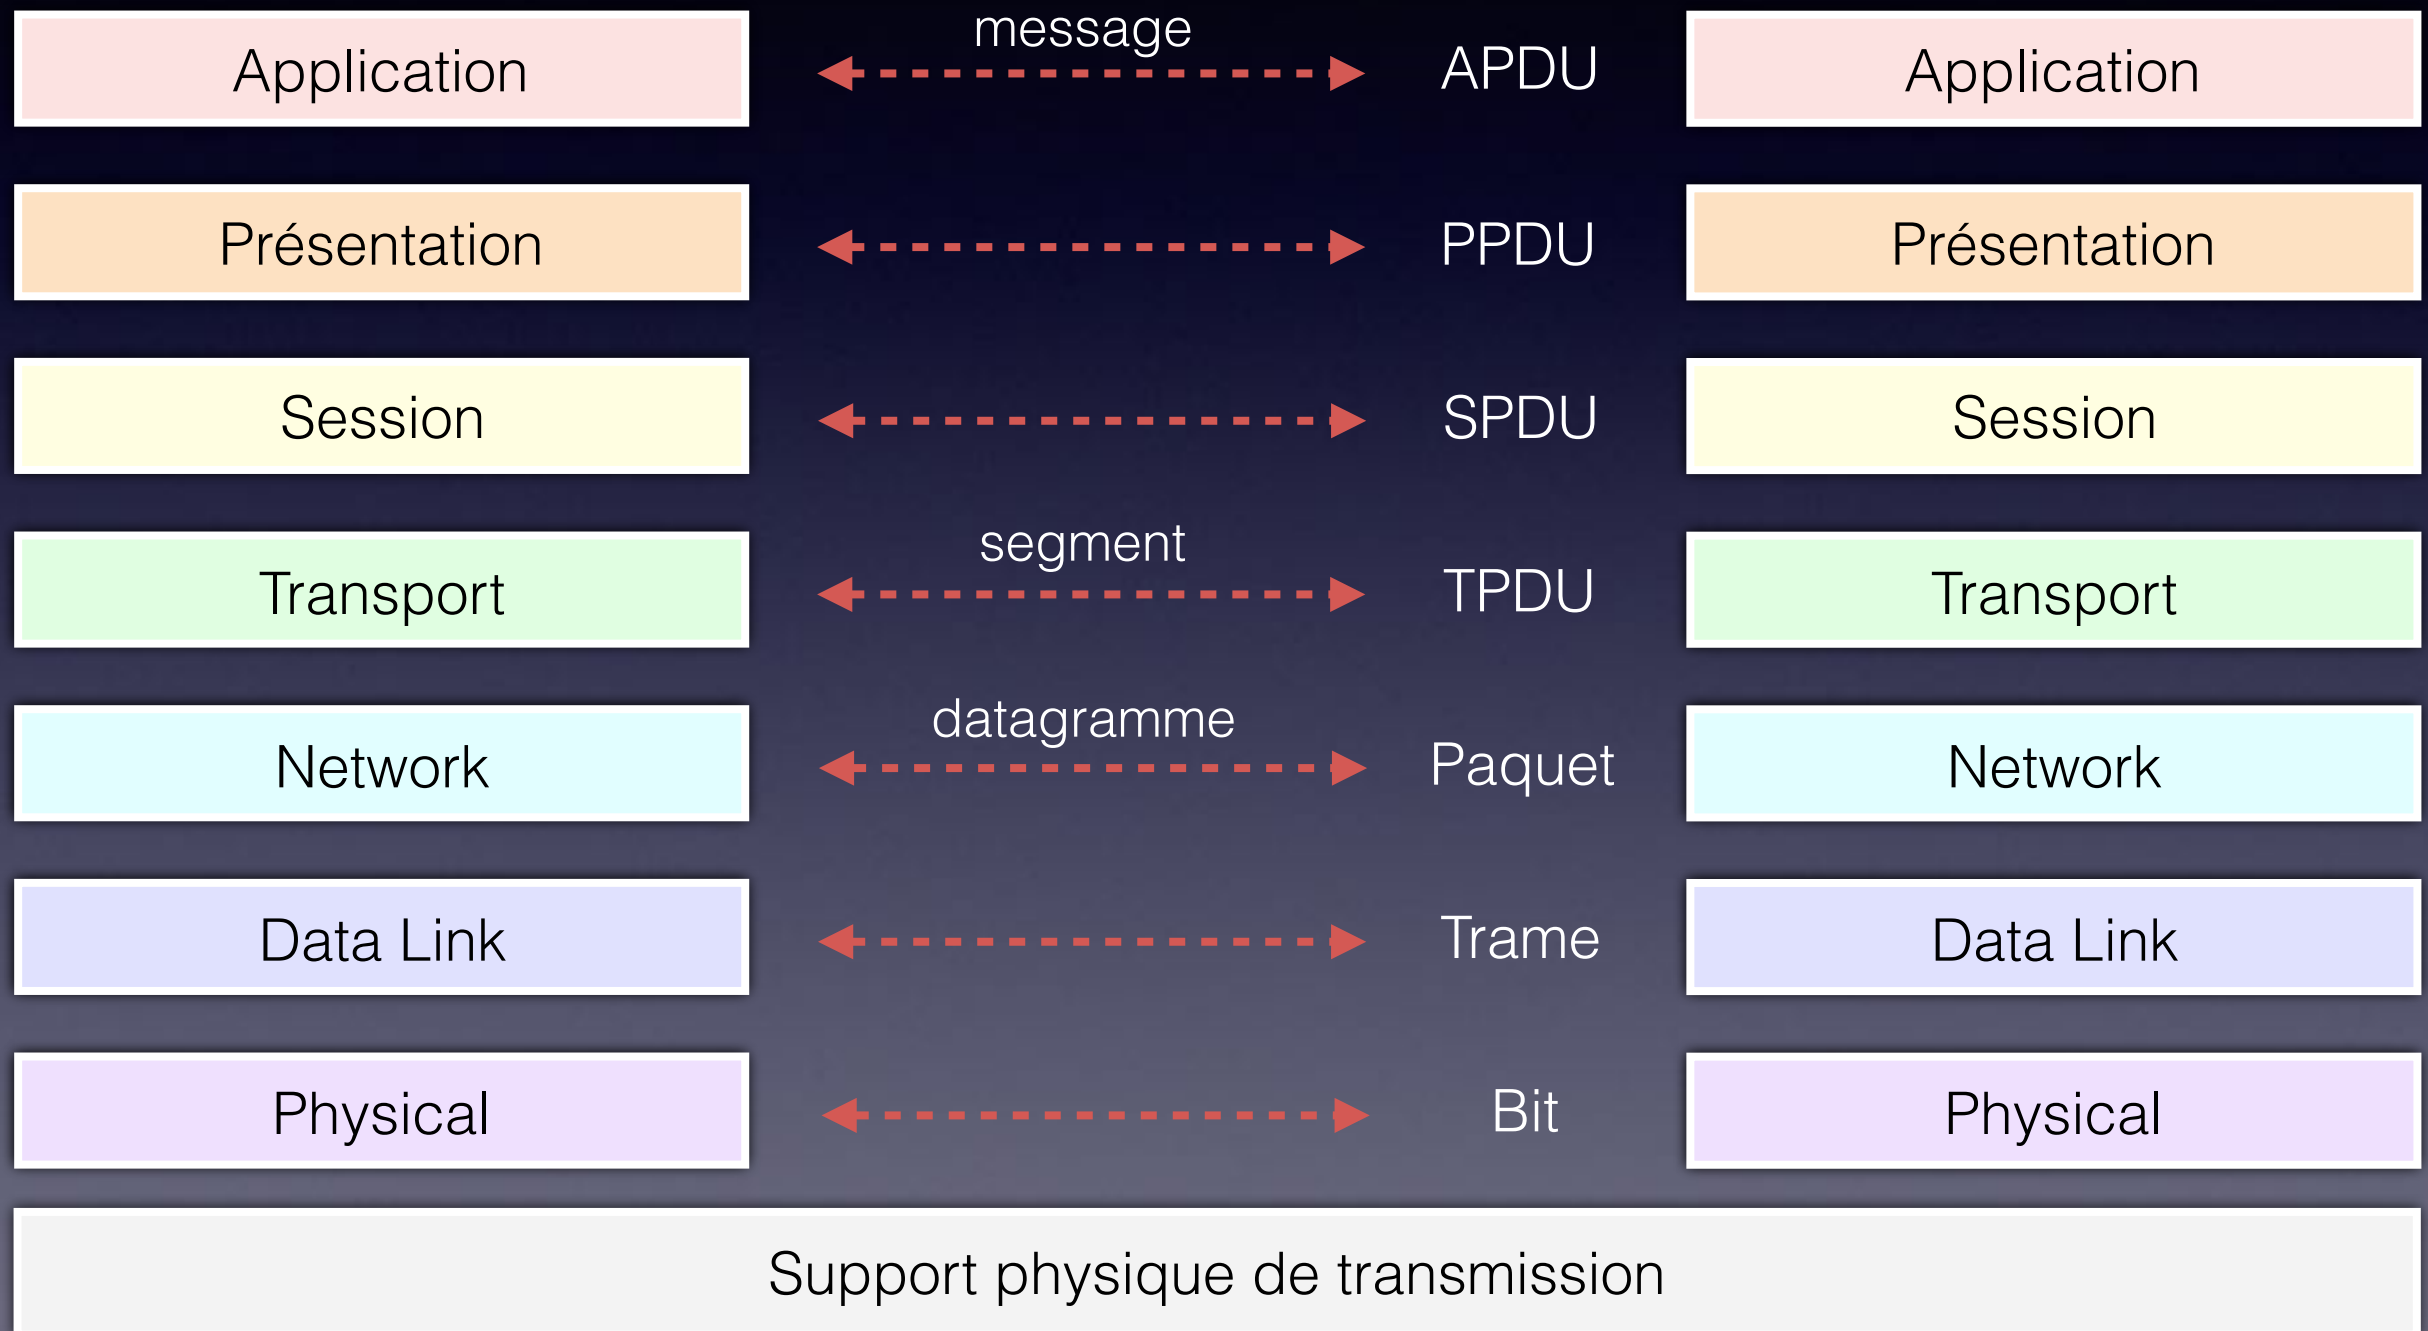 Application
message
APDU
Application
Présentation
PPDU
Présentation
Session
SPDU
Session
Transport
segment
TPDU
Transport
Network
datagramme
Paquet
Network
Data Link
Trame
Data Link
Physical
Bit
Physical
Support physique de transmission